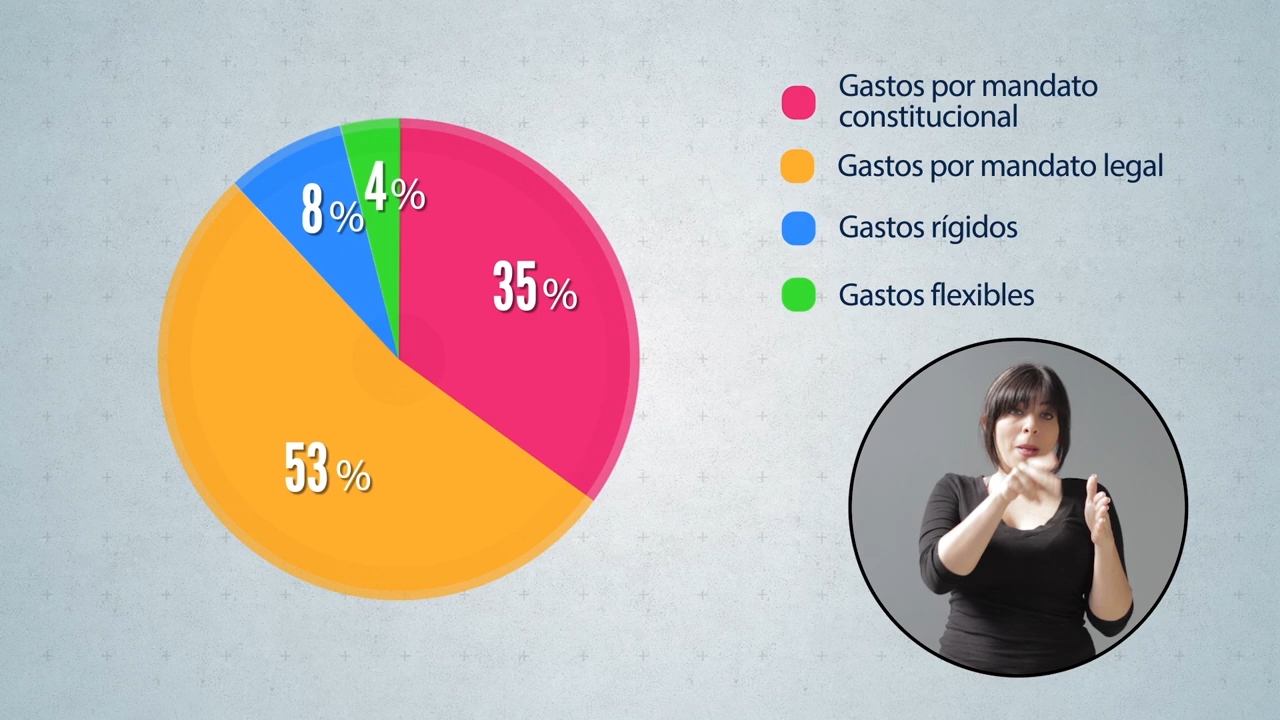 Gastos por mandato
constitucional
Gastos por mandato legal
Gastos rígidos
Gastos flexibles
4 %
8 %
35 %
53 %